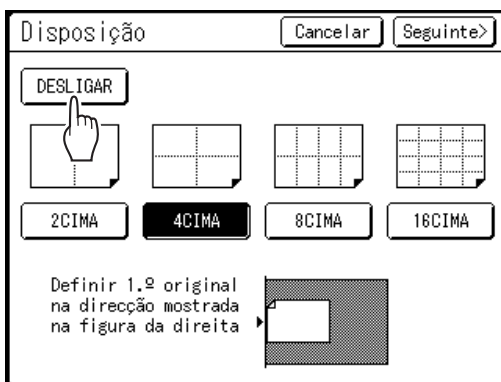 Disposição
Cancelar
Seguinte>
DESLIGAR
2CIMA
4CIMA
8CIMA
16CIMA
Definir 1.º original
na direcção mostrada
na figura da direita